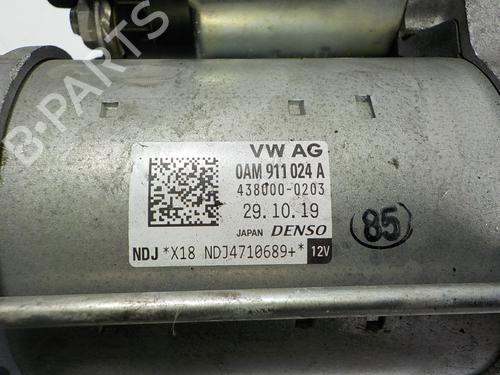 B-PARTS
VW AG
0AM 911 024 A
438000-0203
29.10.19
JAPAN DENSO
NDJ *X18 NDJ4710689+* 12V
85